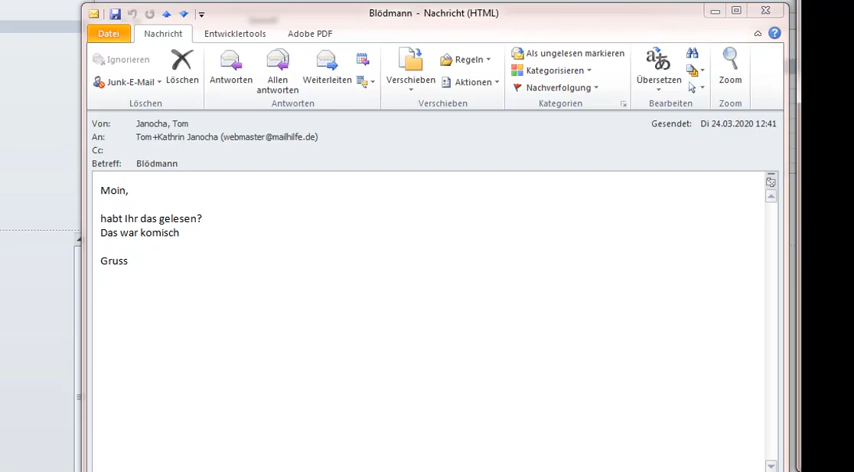 Blödmann - Nachricht (HTML)
Datei Nachricht Entwicklertools Adobe PDF
Ignorieren
Junk-E-Mail
Löschen
Löschen
Antworten
Allen antworten
Weiterleiten
Antworten
Verschieben
Regeln
Aktionen
Verschieben
Als ungelesen markieren
Kategorisieren
Nachverfolgung
Kategorien
Übersetzen
Bearbeiten
Zoom
Zoom
Von: Janocha, Tom Gesendet: Di 24.03.2020 12:41
An: Tom+Kathrin Janocha (webmaster@mailhilfe.de)
Cc:
Betreff: Blödmann
Moin,
habt Ihr das gelesen?
Das war komisch
Gruss